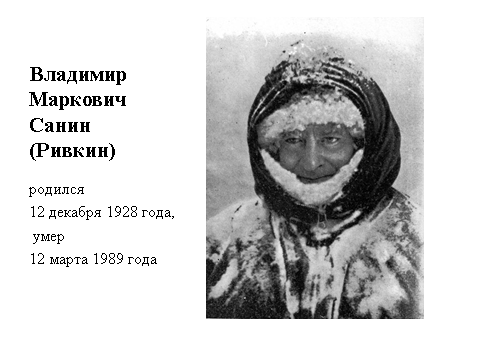 Владимир
Маркович
Санин
(Ривкин)
родился
12 декабря 1928 года,
умер
12 марта 1989 года